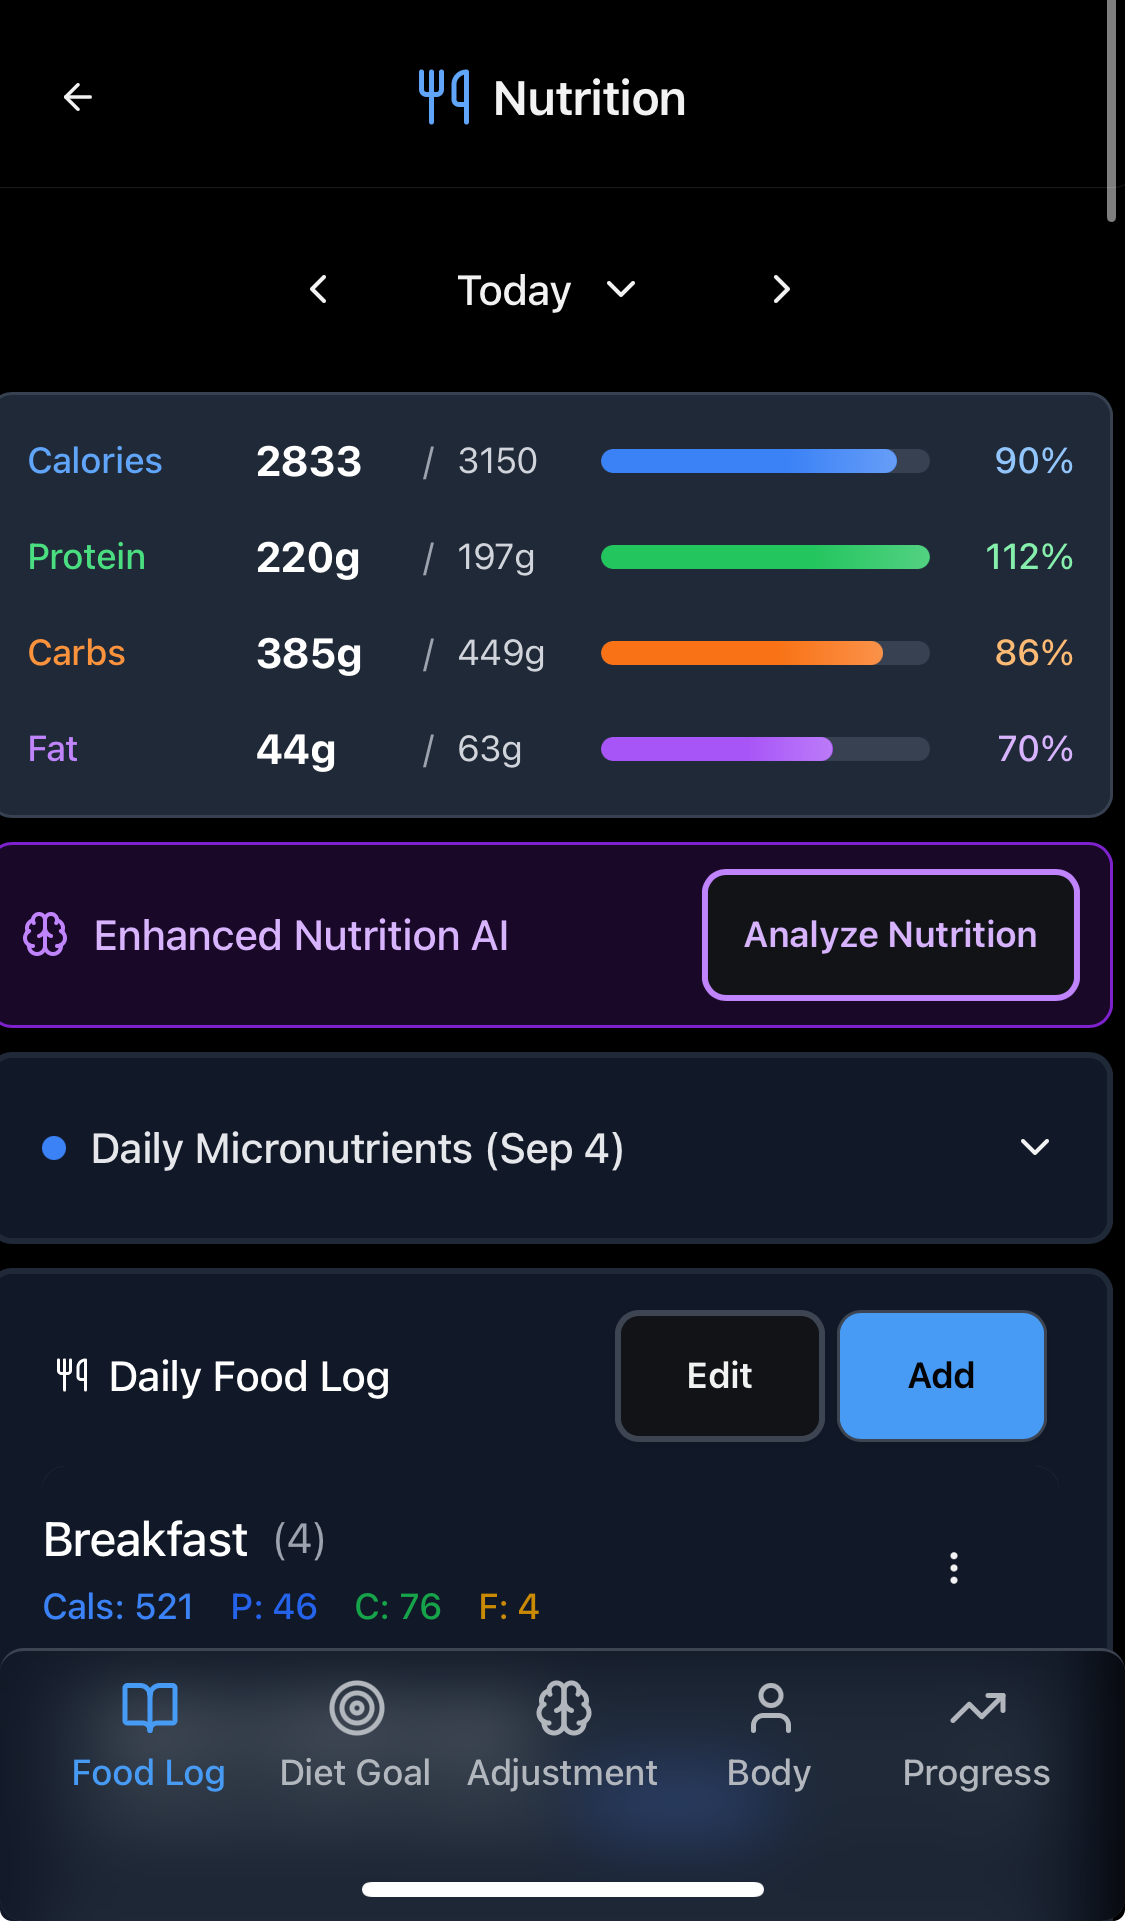 Nutrition
Today
Calories 2833 / 3150 90%
Protein 220g / 197g 112%
Carbs 385g / 449g 86%
Fat 44g / 63g 70%
Enhanced Nutrition AI Analyze Nutrition
Daily Micronutrients (Sep 4)
Daily Food Log Edit Add
Breakfast (4)
Cals: 521 P: 46 C: 76 F: 4
Food Log Diet Goal Adjustment Body Progress